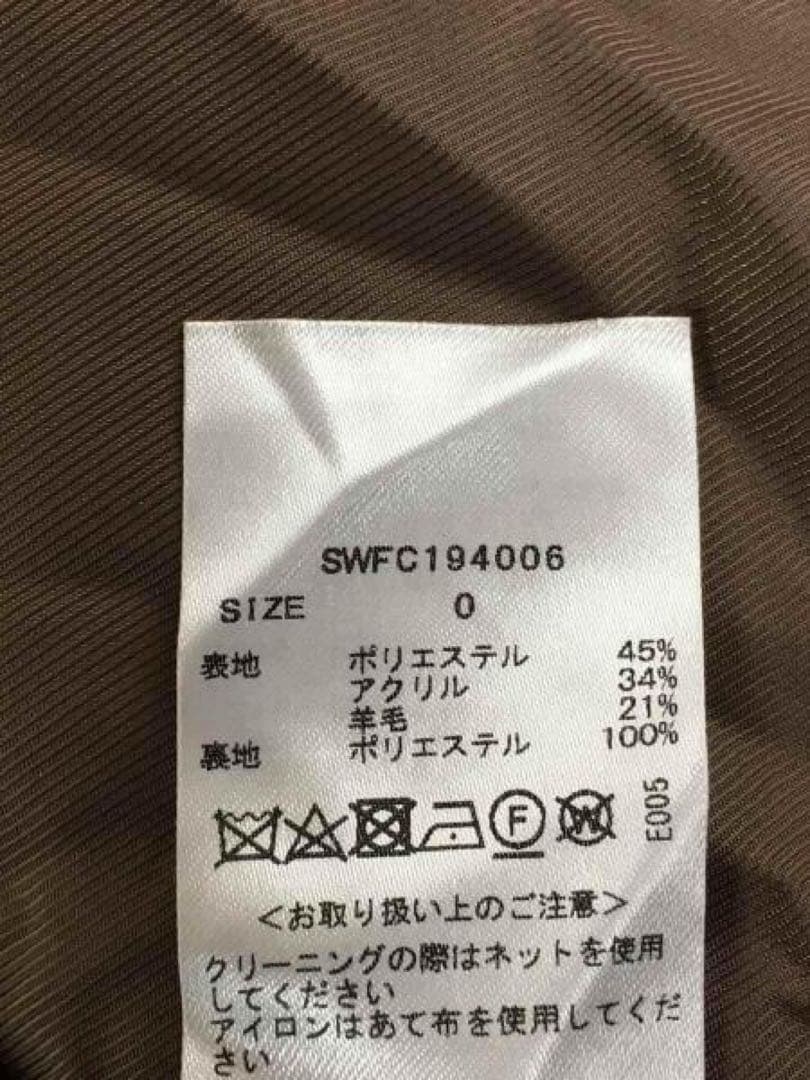 SWFC194006
SIZE 0
表地 ポリエステル 45%
アクリル 34%
羊毛 21%
裏地 ポリエステル 100%
F W E005
＜お取り扱い上のご注意＞
クリーニングの際はネットを使用
してください
アイロンはあて布を使用してくだ
さい